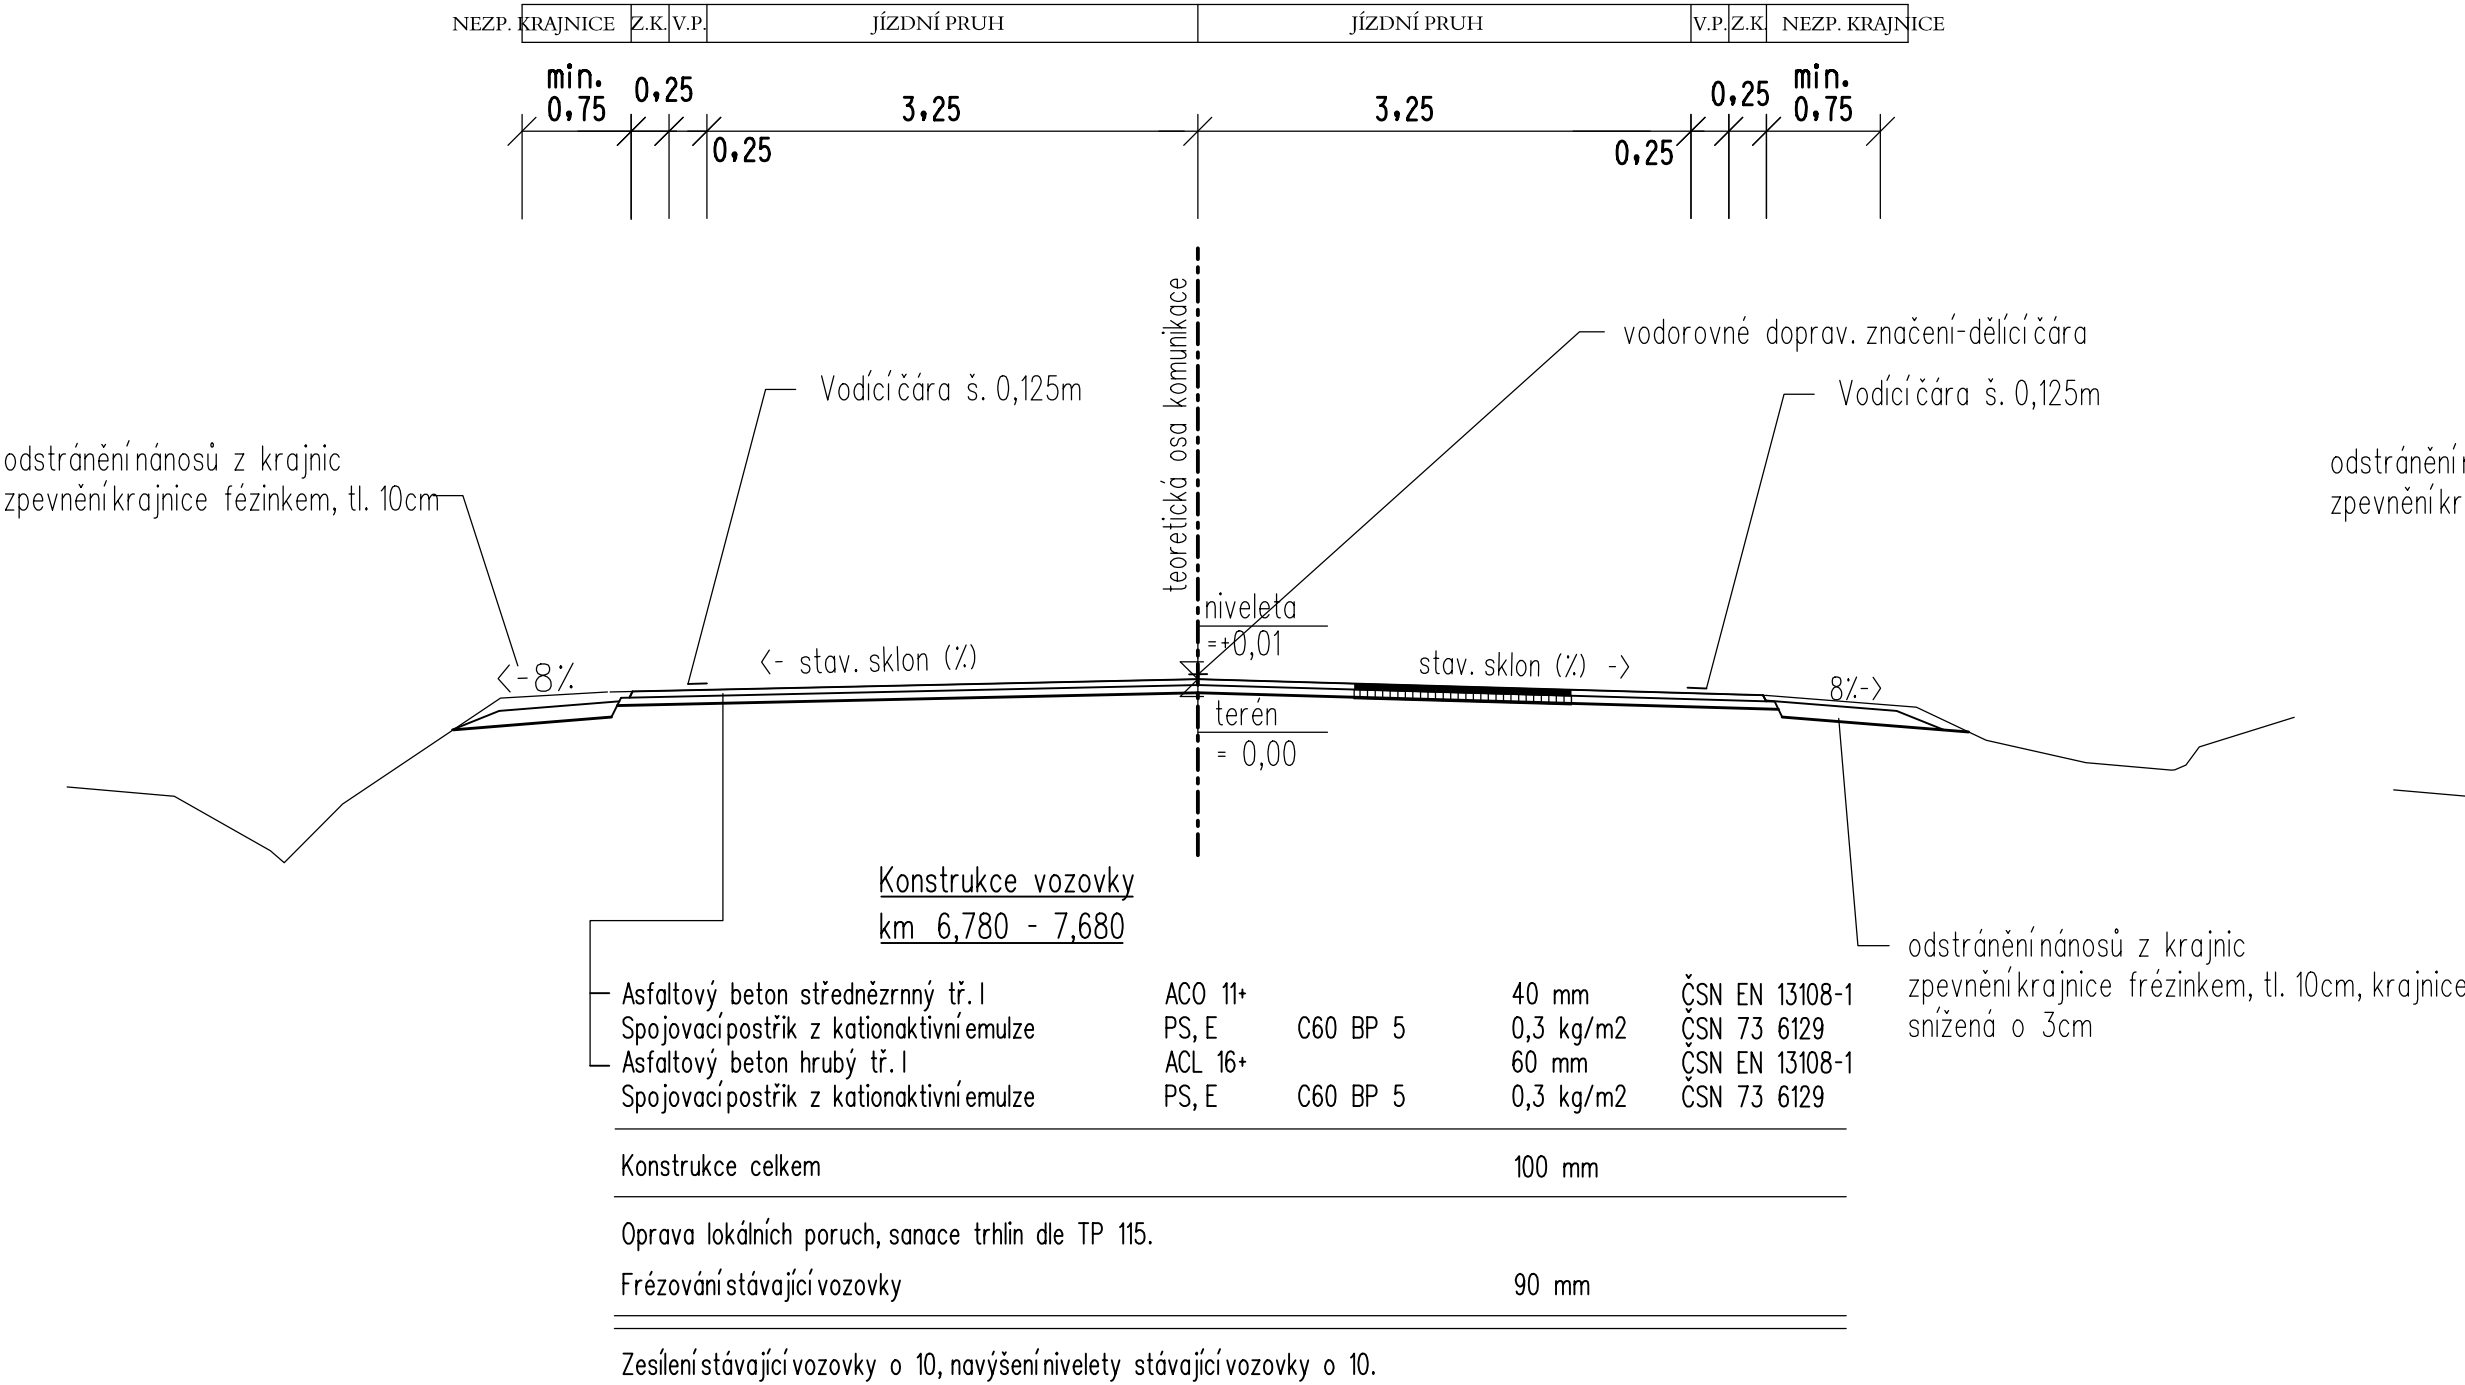 NEZP. KRAJNICE Z.K. V.P. JÍZDNÍ PRUH JÍZDNÍ PRUH V.P. Z.K. NEZP. KRAJNICE
min. 0,75 0,25 0,25 3,25 3,25 0,25 0,25 min. 0,75
teoretická osa komunikace
vodorovné doprav. značení-dělící čára
Vodící čára š. 0,125m
Vodící čára š. 0,125m
odstránění nánosů z krajnic
zpevnění krajnice fézinkem, tl. 10cm
odstránění
zpevnění kr
niveleta
=+0,01
<-8%
<- stav. sklon (%)
stav. sklon (%) ->
8%->
terén
= 0,00
Konstrukce vozovky
km 6,780 - 7,680
odstránění nánosů z krajnic
zpevnění krajnice frézinkem, tl. 10cm, krajnice
snížená o 3cm
Asfaltový beton střednězrnný tř. I ACO 11+ 40 mm ČSN EN 13108-1
Spojovací postřik z kationaktivní emulze PS, E C60 BP 5 0,3 kg/m2 ČSN 73 6129
Asfaltový beton hrubý tř. I ACL 16+ 60 mm ČSN EN 13108-1
Spojovací postřik z kationaktivní emulze PS, E C60 BP 5 0,3 kg/m2 ČSN 73 6129
Konstrukce celkem 100 mm
Oprava lokálních poruch, sanace trhlin dle TP 115.
Frézování stávající vozovky 90 mm
Zesílení stávající vozovky o 10, navýšení nivelety stávající vozovky o 10.